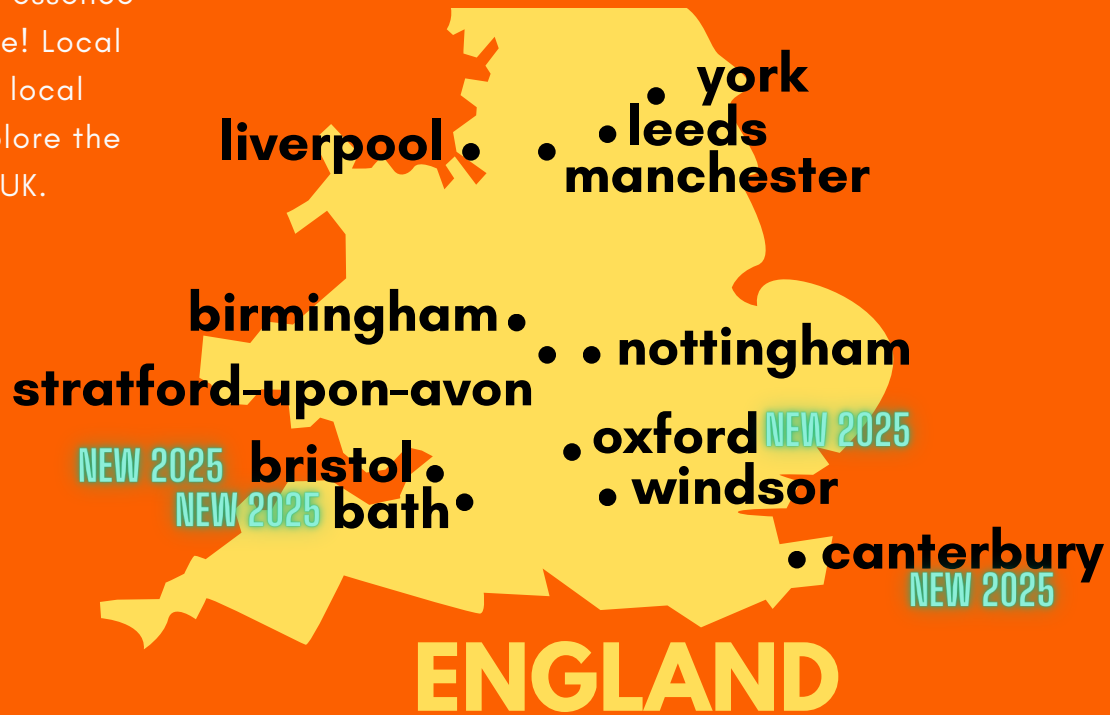 e! Local
local
the
UK.
york
leeds
liverpool
manchester
birmingham
nottingham
stratford-upon-avon
oxford NEW 2025
NEW 2025 bristol
windsor
NEW 2025 bath
canterbury
NEW 2025
ENGLAND